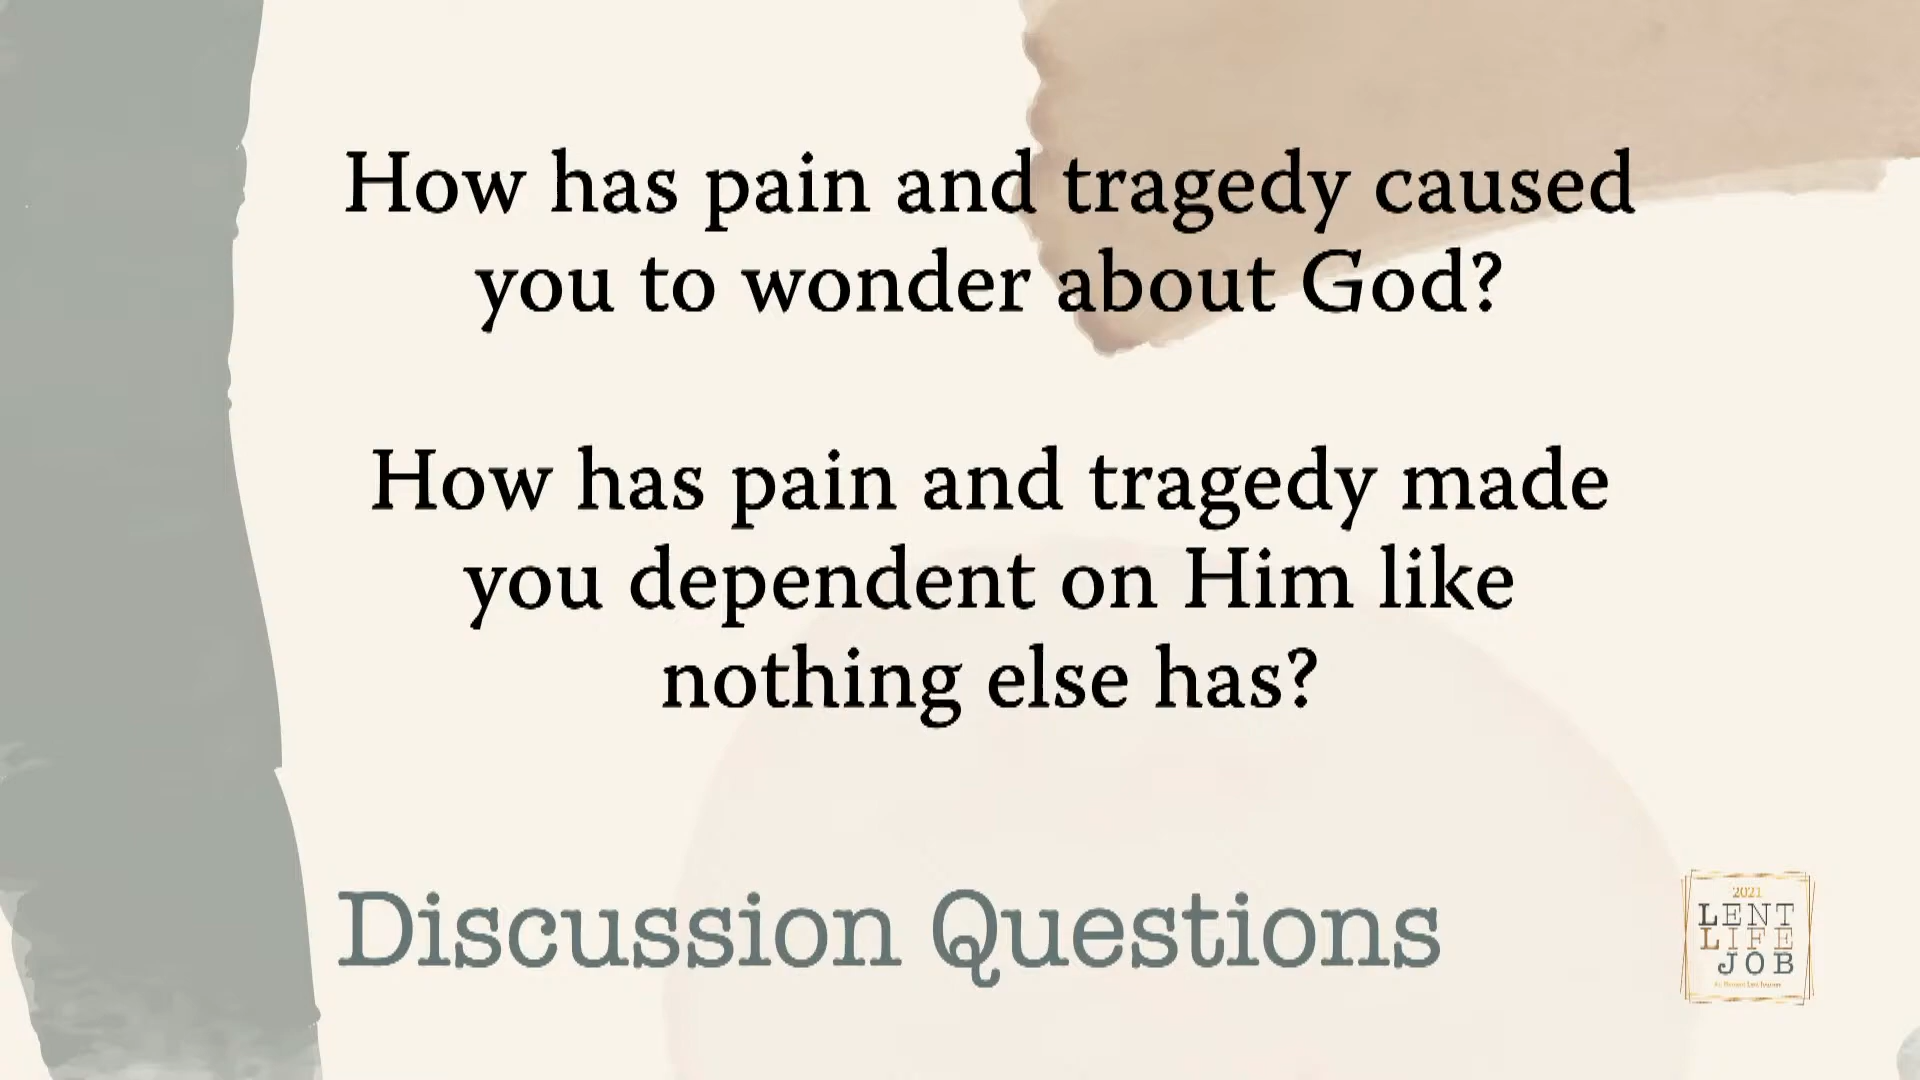 How has pain and tragedy caused
you to wonder about God?
How has pain and tragedy made
you dependent on Him like
nothing else has?
Discussion Questions
2021
LENT
LIFE
JOB